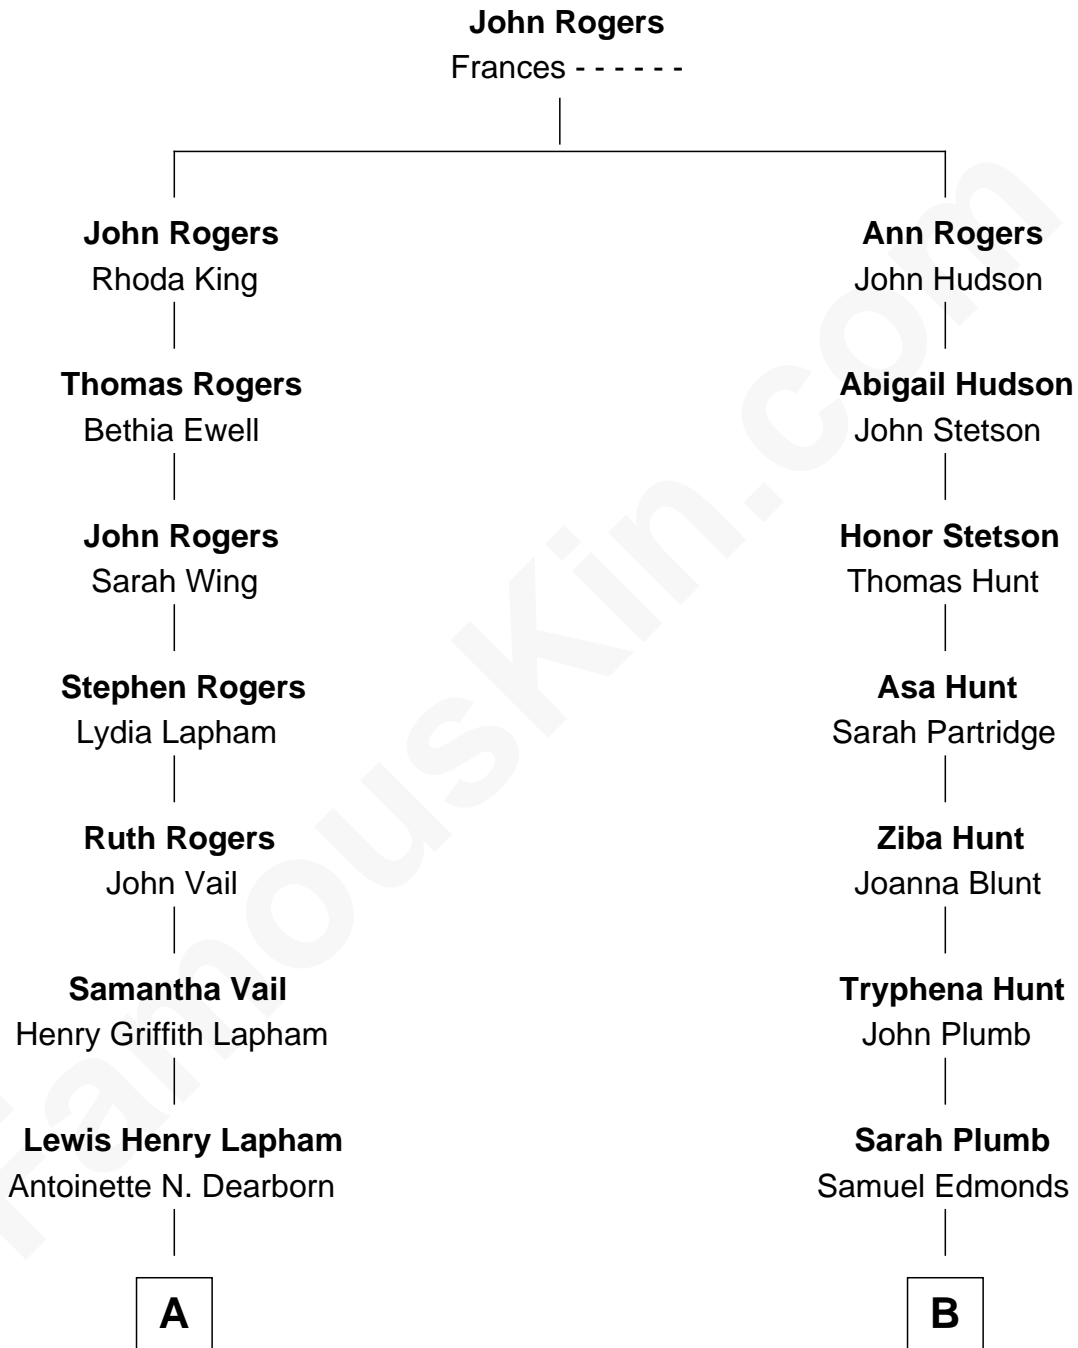 John Rogers
Frances - - - - - -
John Rogers
Rhoda King
Ann Rogers
John Hudson
Thomas Rogers
Bethia Ewell
Abigail Hudson
John Stetson
John Rogers
Sarah Wing
Honor Stetson
Thomas Hunt
Stephen Rogers
Lydia Lapham
Asa Hunt
Sarah Partridge
Ruth Rogers
John Vail
Ziba Hunt
Joanna Blunt
Samantha Vail
Henry Griffith Lapham
Tryphena Hunt
John Plumb
Lewis Henry Lapham
Antoinette N. Dearborn
Sarah Plumb
Samuel Edmonds
A
B
FamousKin.com